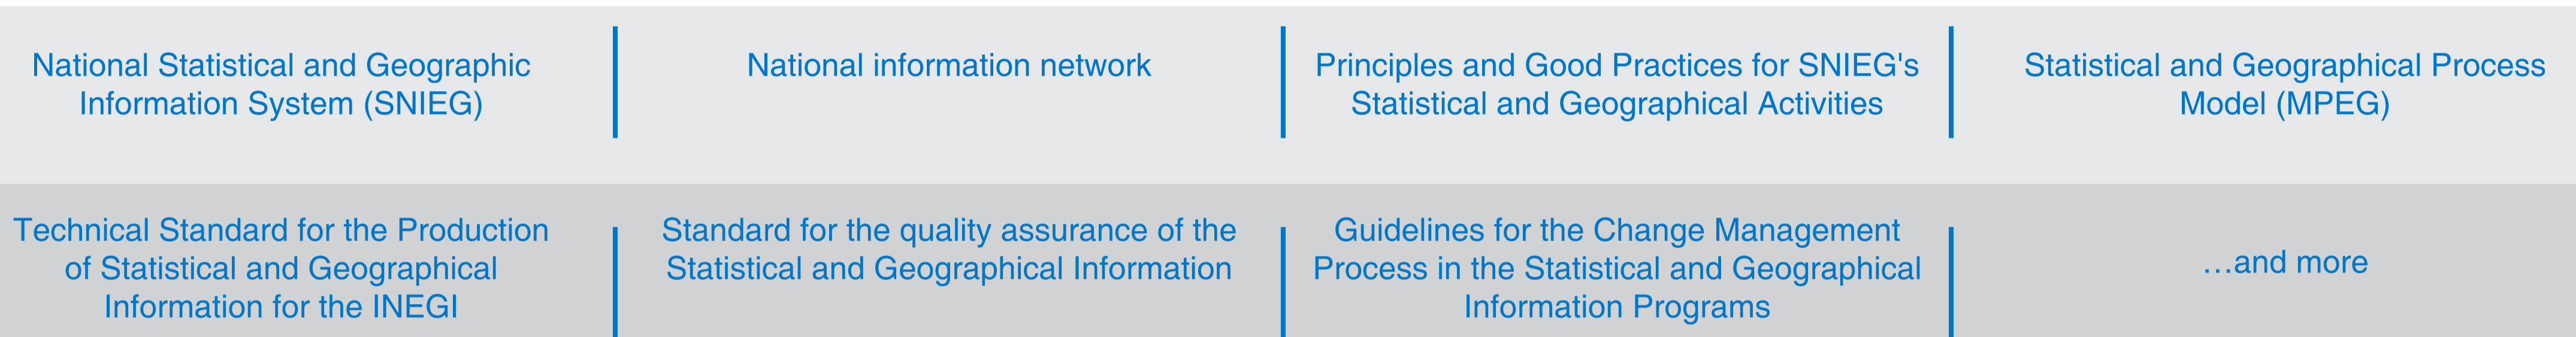 National Statistical and Geographic
Information System (SNIEG)
National information network
Principles and Good Practices for SNIEG's
Statistical and Geographical Activities
Statistical and Geographical Process
Model (MPEG)
Technical Standard for the Production
of Statistical and Geographical
Information for the INEGI
Standard for the quality assurance of the
Statistical and Geographical Information
Guidelines for the Change Management
Process in the Statistical and Geographical
Information Programs
…and more